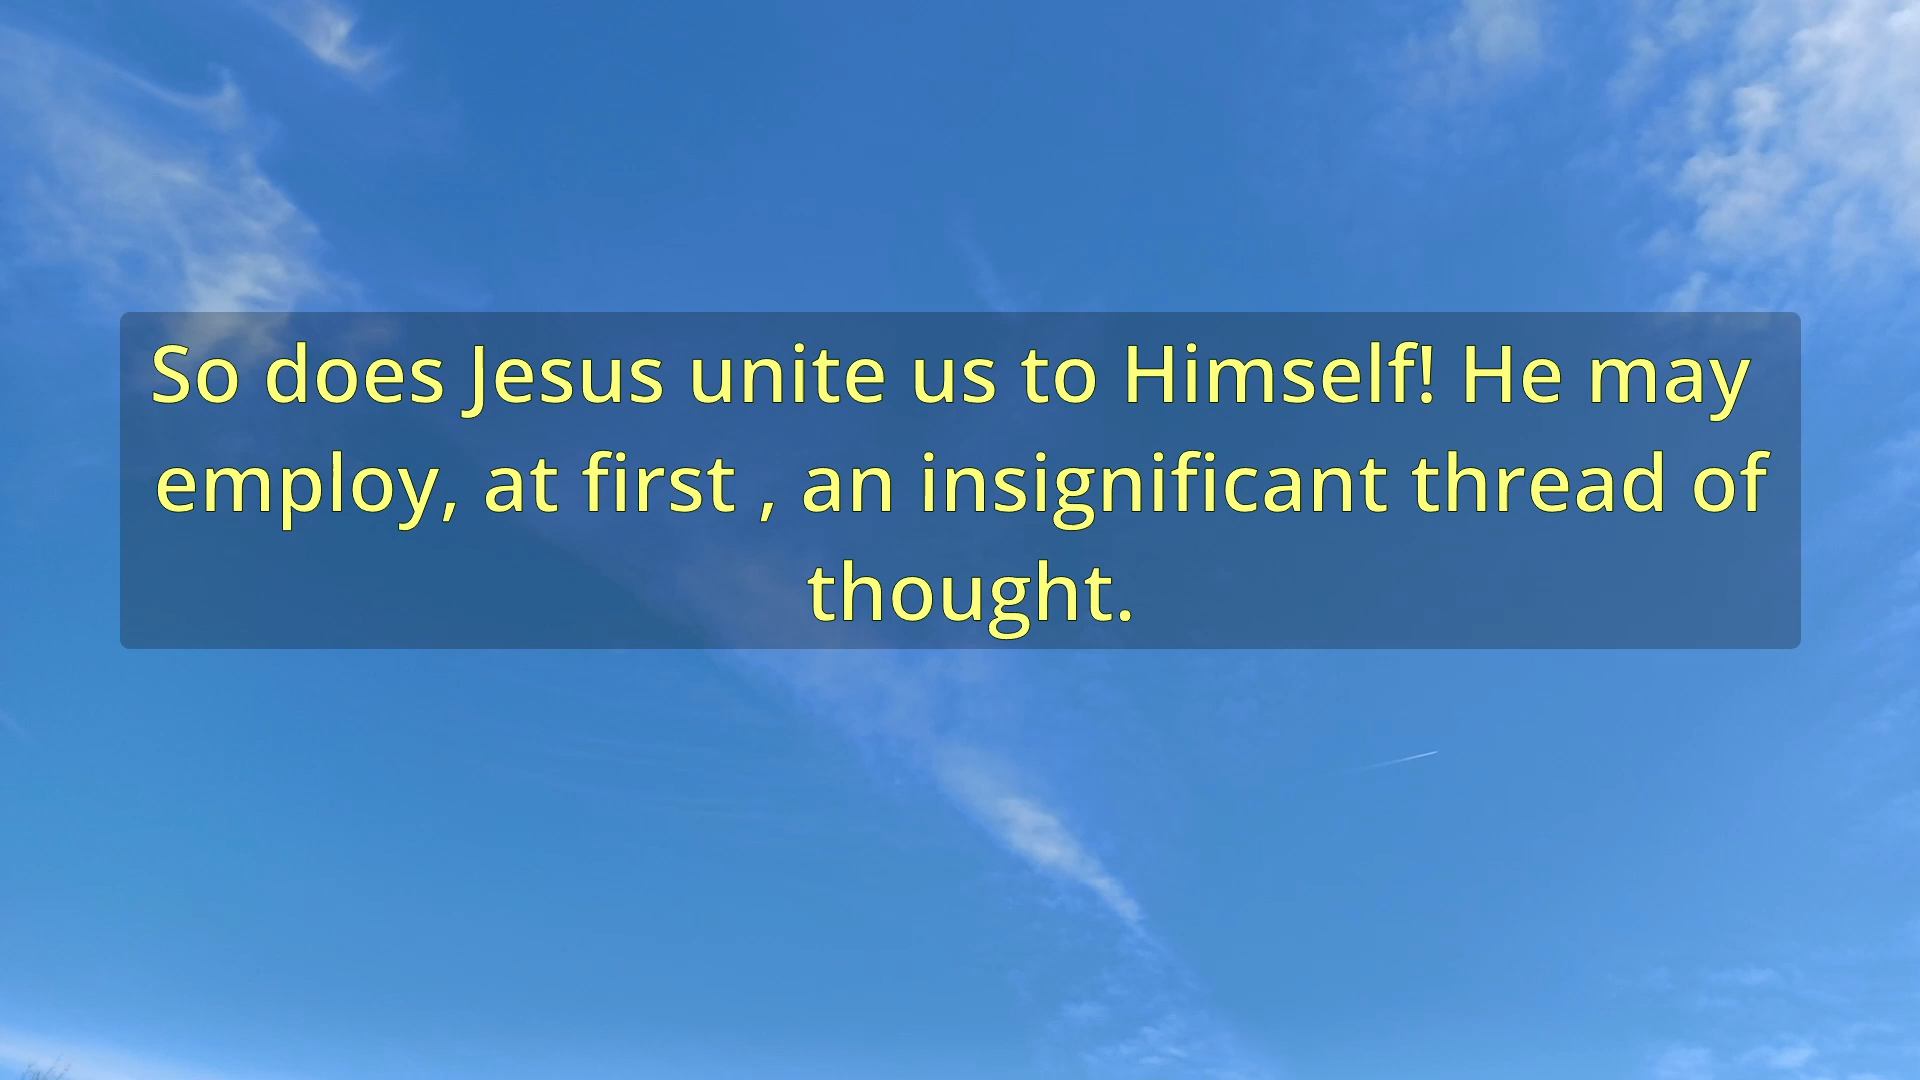 So does Jesus unite us to Himself! He may
employ, at first , an insignificant thread of
thought.